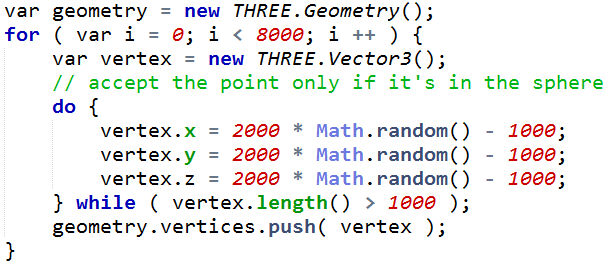 var geometry = new THREE.Geometry();
for ( var i = 0; i < 8000; i ++ ) {
    var vertex = new THREE.Vector3();
    // accept the point only if it's in the sphere
    do {
        vertex.x = 2000 * Math.random() - 1000;
        vertex.y = 2000 * Math.random() - 1000;
        vertex.z = 2000 * Math.random() - 1000;
    } while ( vertex.length() > 1000 );
    geometry.vertices.push( vertex );
}